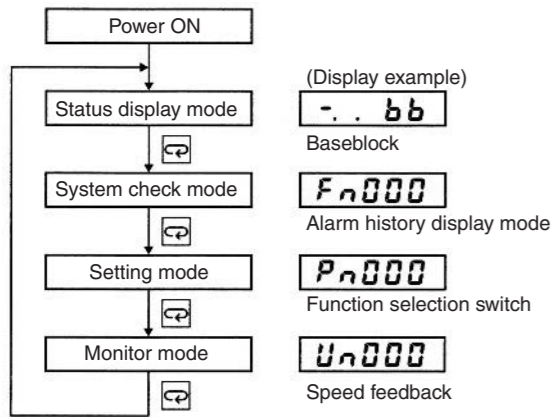 Power ON
(Display example)
Status display mode
-. . bb
Baseblock
System check mode
Fn000
Alarm history display mode
Setting mode
Pn000
Function selection switch
Monitor mode
Un000
Speed feedback